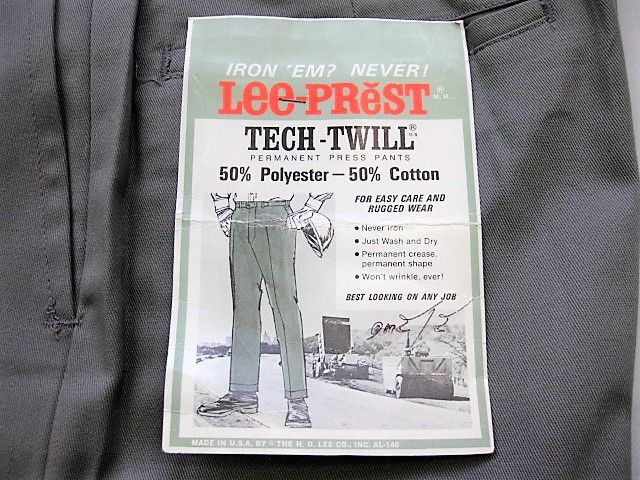 IRON 'EM? NEVER!
Lee-PRĕST ®
M.R.
TECH-TWILL ®
MR
PERMANENT PRESS PANTS
50% Polyester—50% Cotton
FOR EASY CARE AND
RUGGED WEAR
• Never iron
• Just Wash and Dry
• Permanent crease,
permanent shape
• Won't wrinkle, ever!
BEST LOOKING ON ANY JOB
MADE IN U.S.A. BY © THE H. D. LEE CO., INC. AL-140